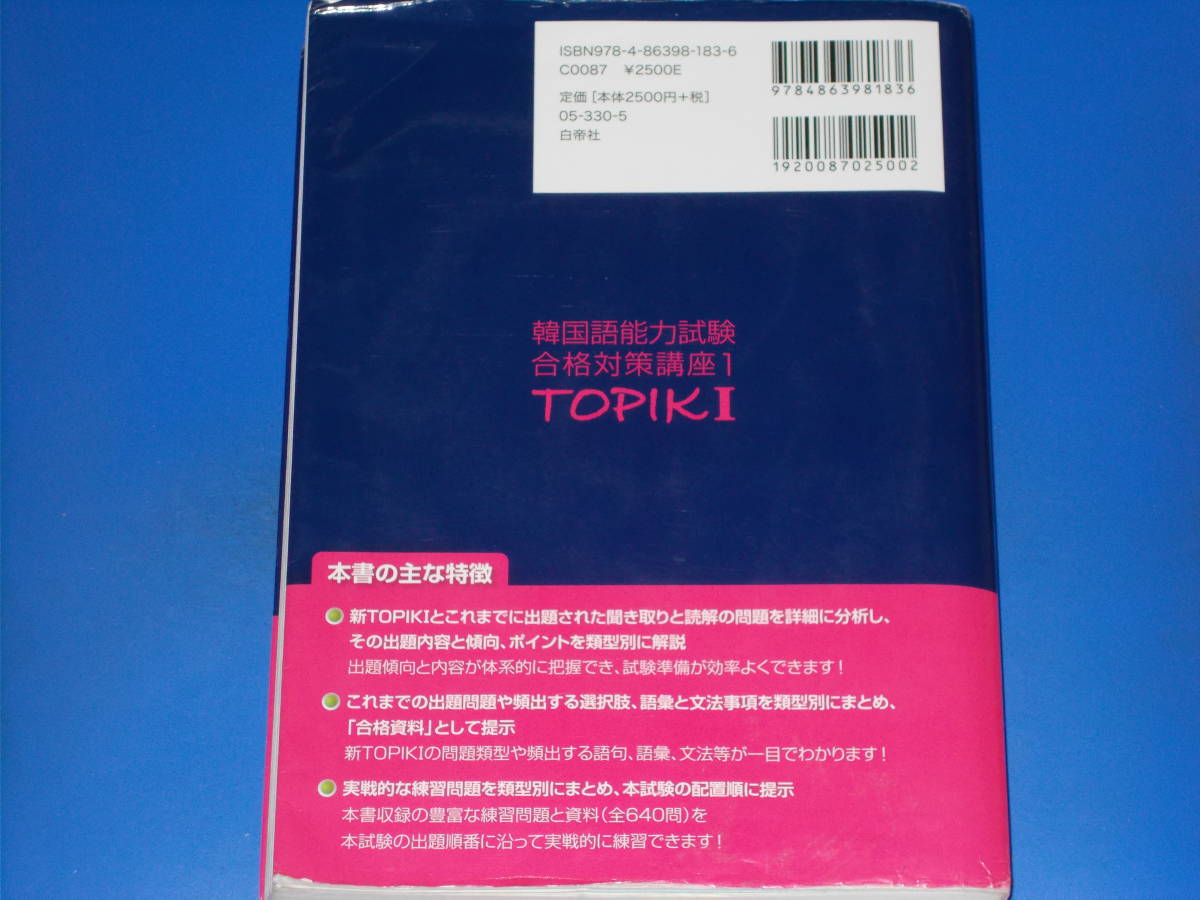 ISBN978-4-86398-183-6
C0087 ¥2500E
定価［本体2500円＋税］
05-330-5
白帝社
9784863981836
1920087025002
韓国語能力試験
合格対策講座1
TOPIK I
本書の主な特徴
新TOPIKIとこれまでに出題された聞き取りと読解の問題を詳細に分析し、
その出題内容と傾向、ポイントを類型別に解説
出題傾向と内容が体系的に把握でき、試験準備が効率よくできます！
これまでの出題問題や頻出する選択肢、語彙と文法事項を類型別にまとめ、
「合格資料」として提示
新TOPIKIの問題類型や頻出する語句、語彙、文法等が一目でわかります！
実戦的な練習問題を類型別にまとめ、本試験の配置順に提示
本書収録の豊富な練習問題と資料（全640問）を
本試験の出題順番に沿って実戦的に練習できます！